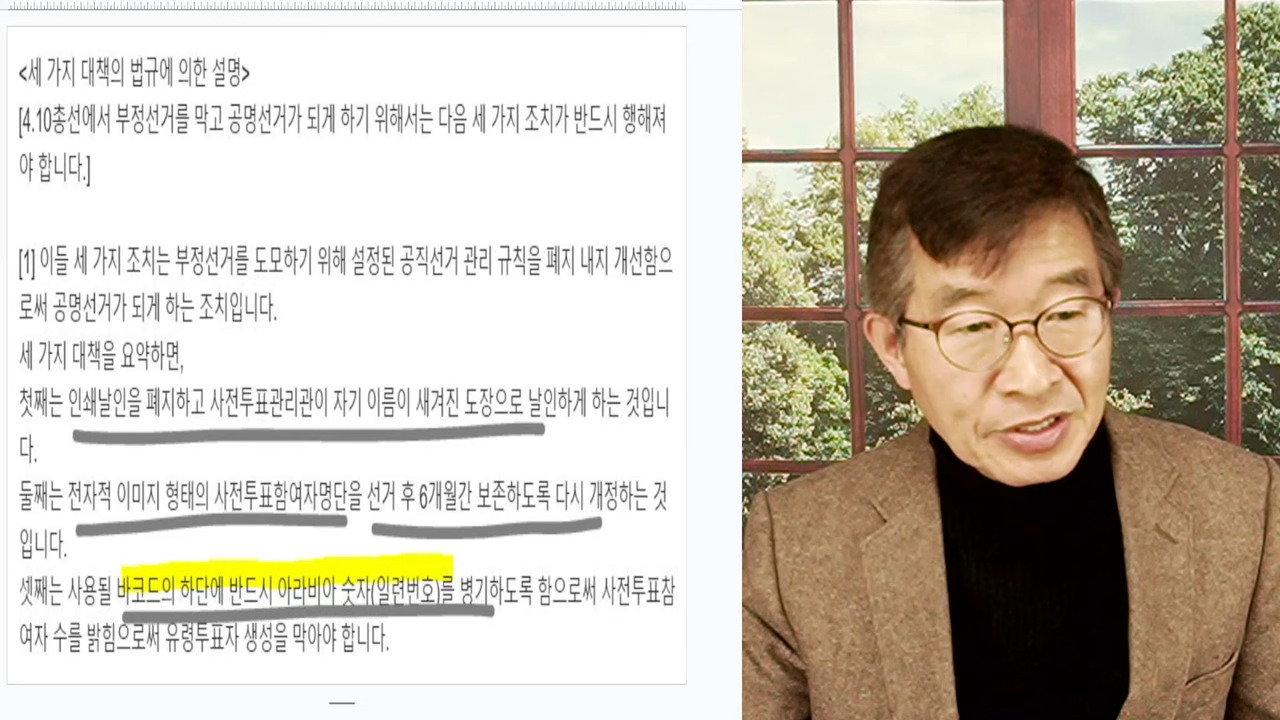 <세 가지 대책의 법규에 의한 설명>
[4.10총선에서 부정선거를 막고 공명선거가 되게 하기 위해서는 다음 세 가지 조치가 반드시 행해져
야 합니다.]
[1] 이들 세 가지 조치는 부정선거를 도모하기 위해 설정된 공직선거 관리 규칙을 폐지 내지 개선함으
로써 공명선거가 되게 하는 조치입니다.
세 가지 대책을 요약하면,
첫째는 인쇄날인을 폐지하고 사전투표관리관이 자기 이름이 새겨진 도장으로 날인하게 하는 것입니
다.
둘째는 전자적 이미지 형태의 사전투표함여자명단을 선거 후 6개월간 보존하도록 다시 개정하는 것
입니다.
셋째는 사용될 바코드의 하단에 반드시 아라비아 숫자(일련번호)를 병기하도록 함으로써 사전투표참
여자 수를 밝힘으로써 유령투표자 생성을 막아야 합니다.